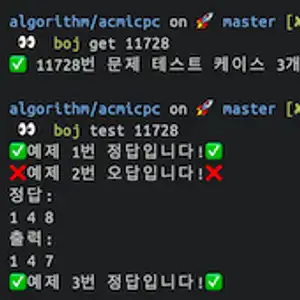 algorithm/acmicpc on 🚀 master [✘
👀 boj get 11728
✅ 11728번 문제 테스트 케이스 3개
algorithm/acmicpc on 🚀 master [✘
👀 boj test 11728
✅예제 1번 정답입니다!✅
❌예제 2번 오답입니다!❌
정답:
1 4 8
출력:
1 4 7
✅예제 3번 정답입니다!✅